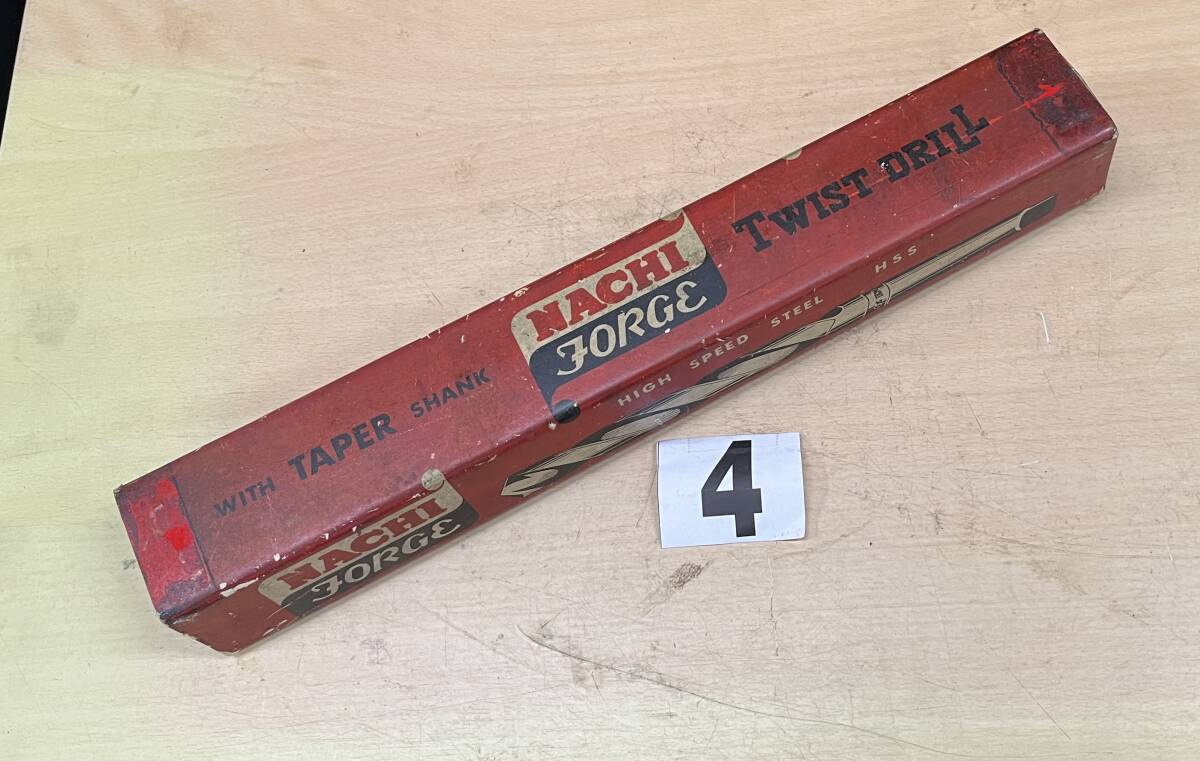 WITH TAPER SHANK
NACHI
FORGE
TWIST DRILL
NACHI
FORGE
HIGH SPEED STEEL HSS
4